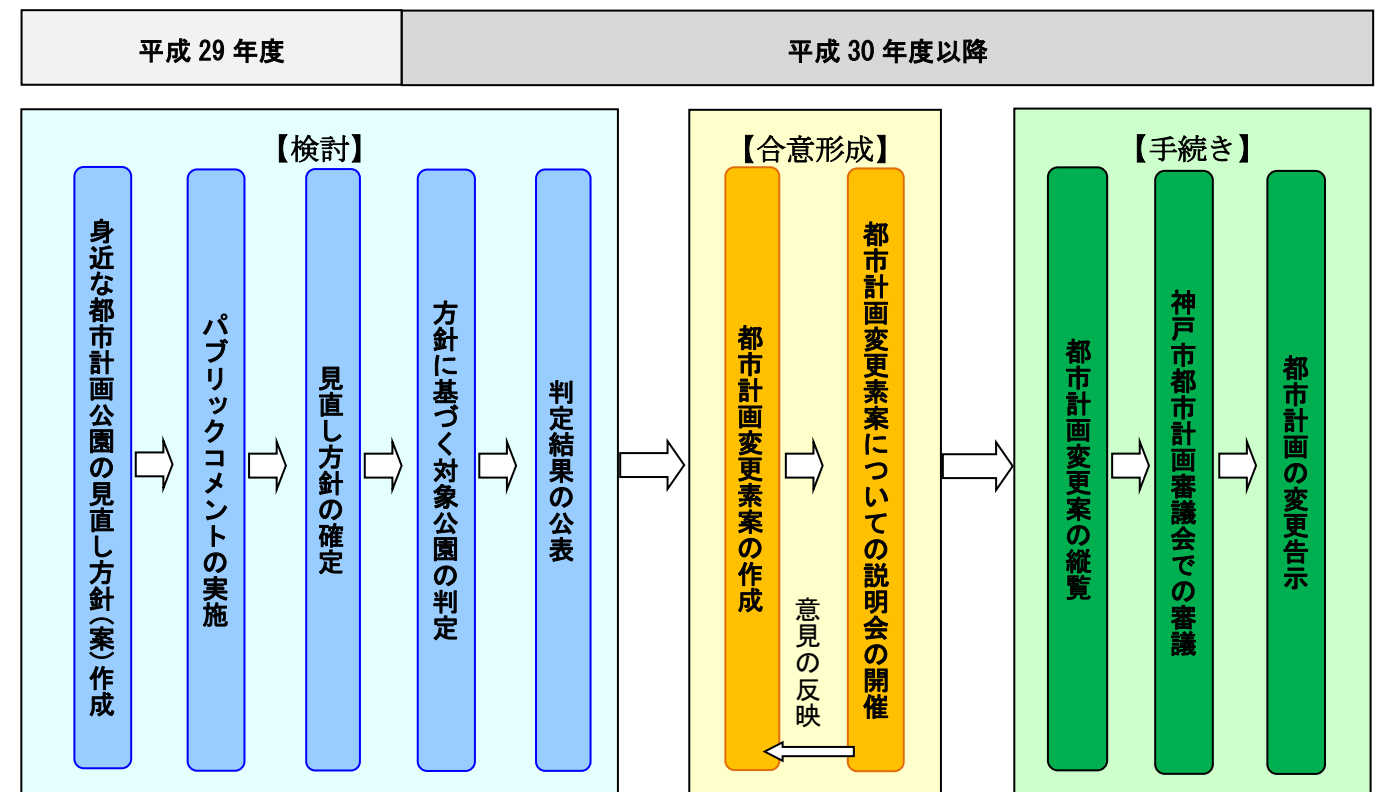 平成 29 年度
平成 30 年度以降
【検討】
身近な都市計画公園の見直し方針（案）作成
パブリックコメントの実施
見直し方針の確定
方針に基づく対象公園の判定
判定結果の公表
【合意形成】
都市計画変更素案の作成
意見の反映
都市計画変更素案についての説明会の開催
【手続き】
都市計画変更案の縦覧
神戸市都市計画審議会での審議
都市計画の変更告示